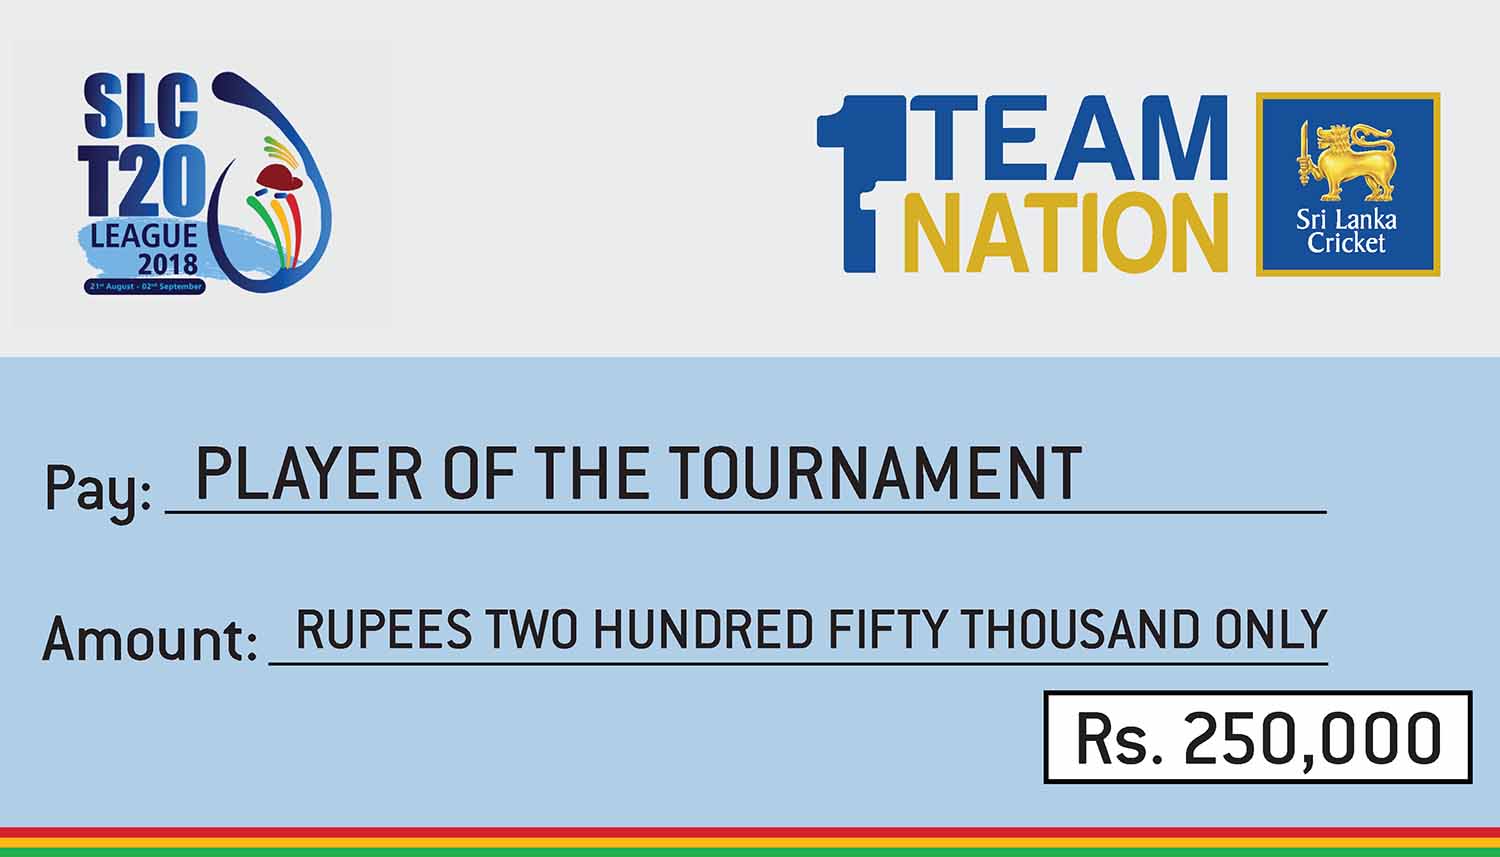 SLC
T20
LEAGUE
2018
21st August - 02nd September
1 TEAM
1 NATION
Sri Lanka
Cricket
Pay: PLAYER OF THE TOURNAMENT
Amount: RUPEES TWO HUNDRED FIFTY THOUSAND ONLY
Rs. 250,000